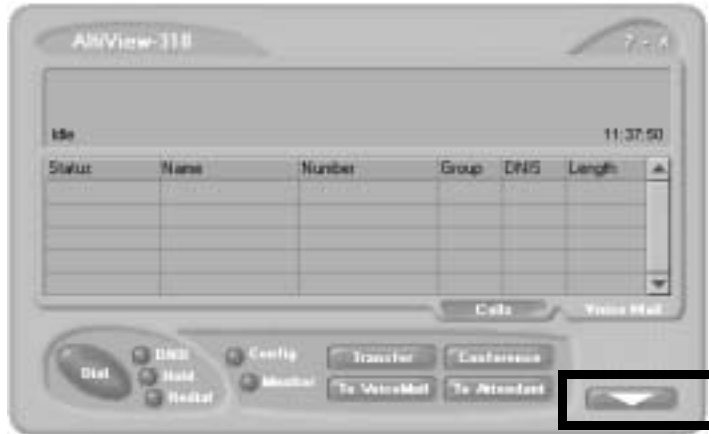 AltiView-318
? - x
Idle
11:37:50
Status Name Number Group DNIS Length
Calls Voice Mail
Dial
DND
Hold
Redial
Config
Monitor
Transfer Conference
To VoiceMail To Attendant